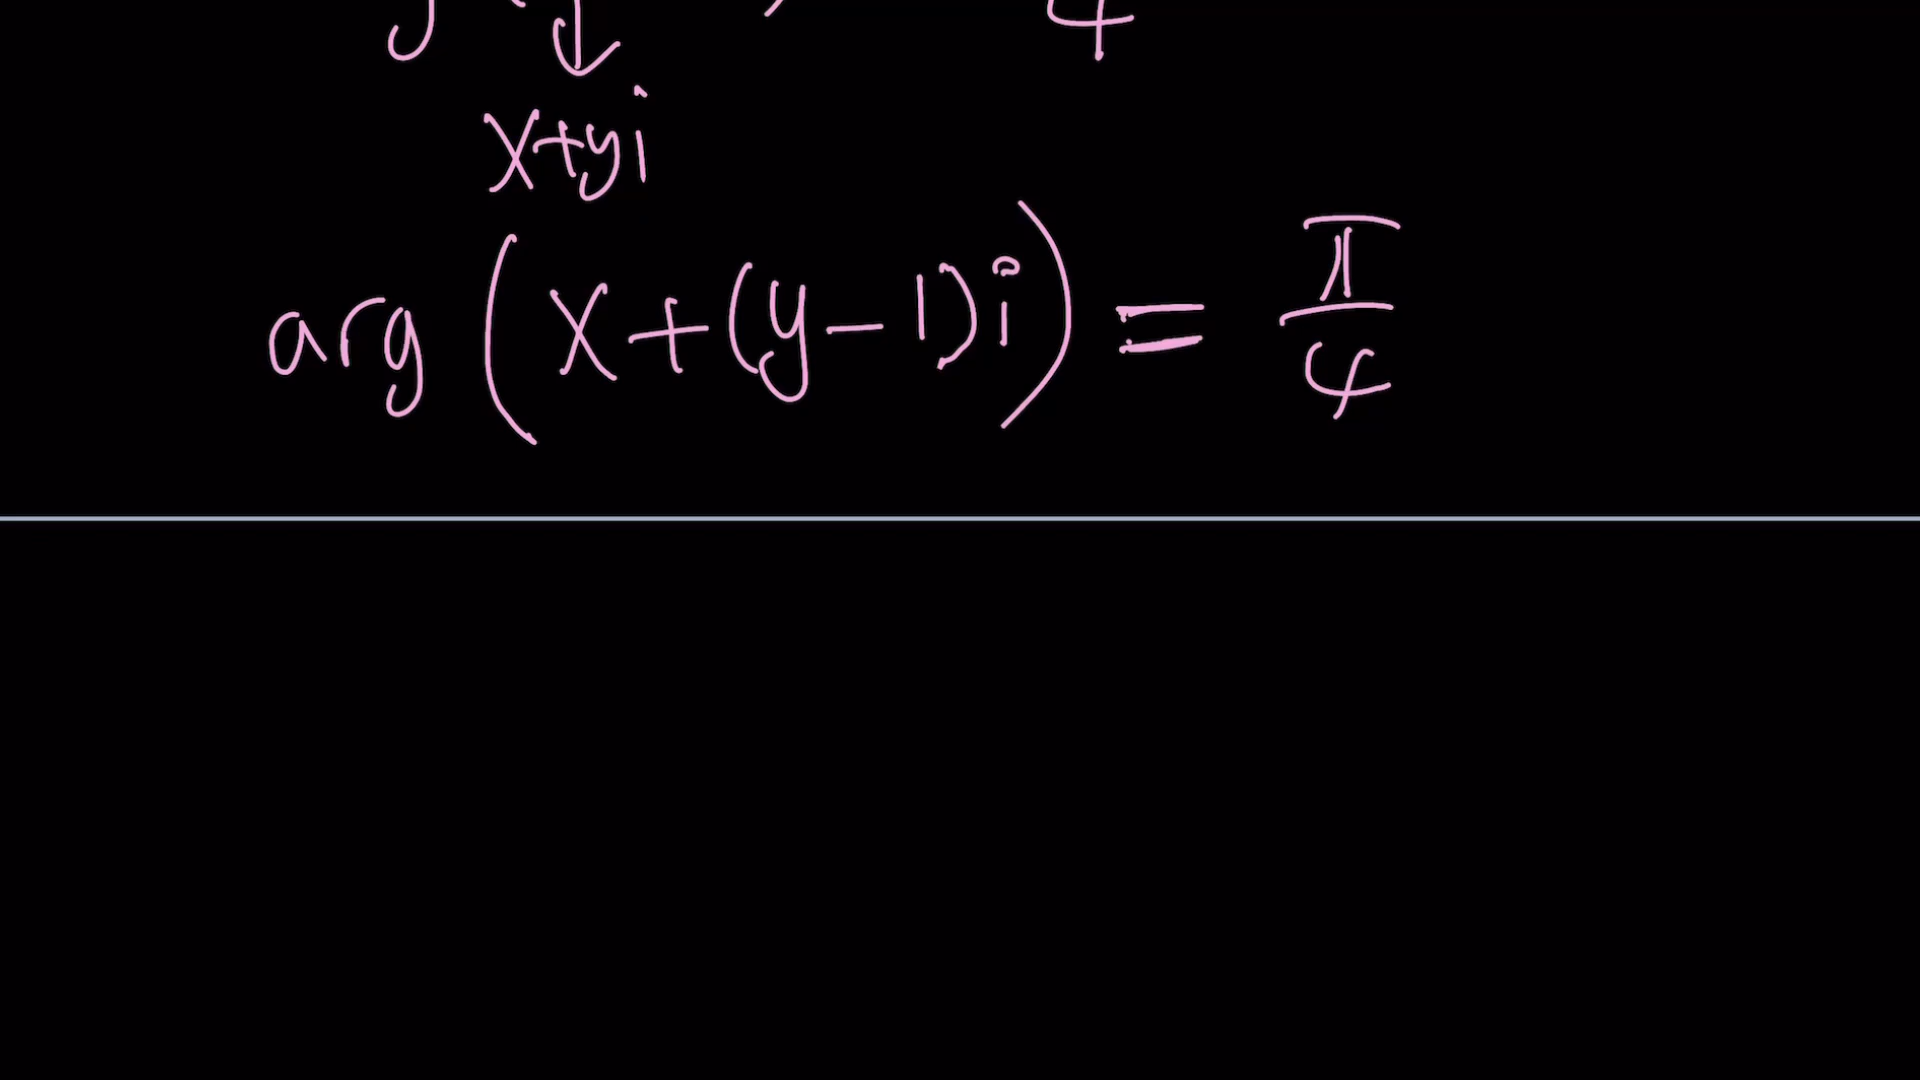 x+yi
arg (x+(y-1)i) = π/4